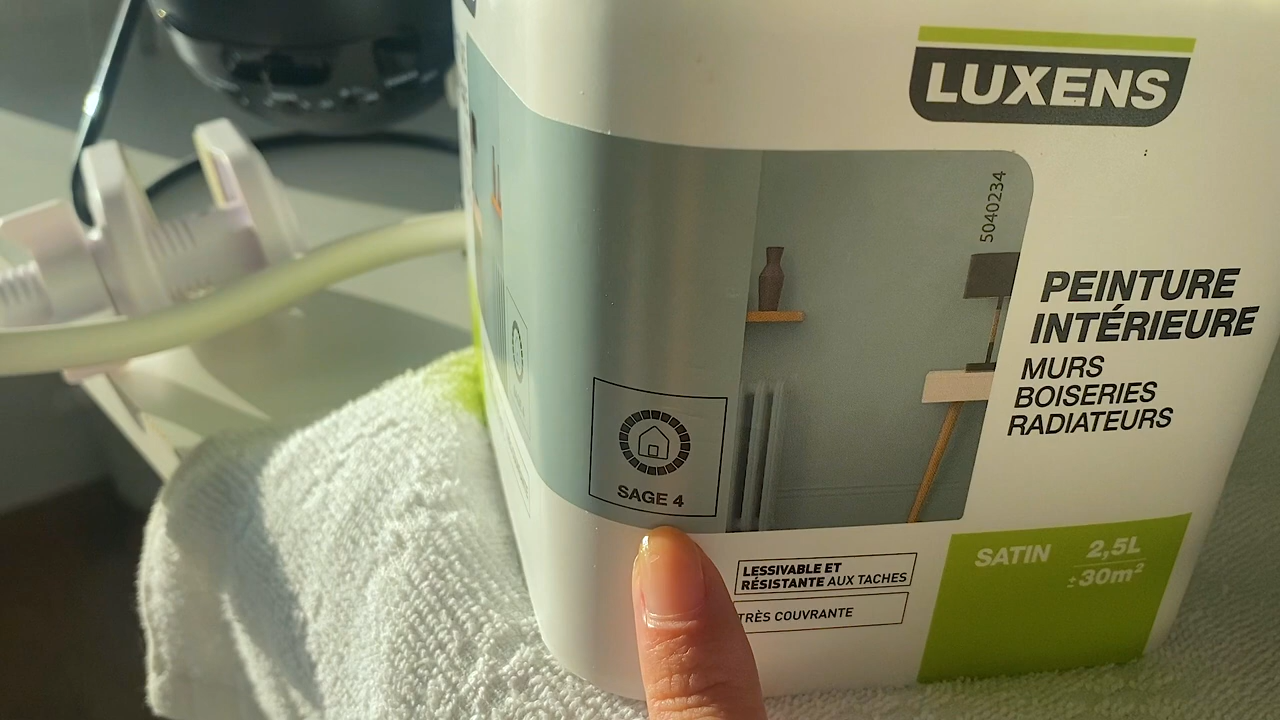 LUXENS
5040234
PEINTURE
INTÉRIEURE
MURS
BOISERIES
RADIATEURS
SAGE 4
LESSIVABLE ET
RÉSISTANTE AUX TACHES
TRÈS COUVRANTE
SATIN
2,5L
±30m²